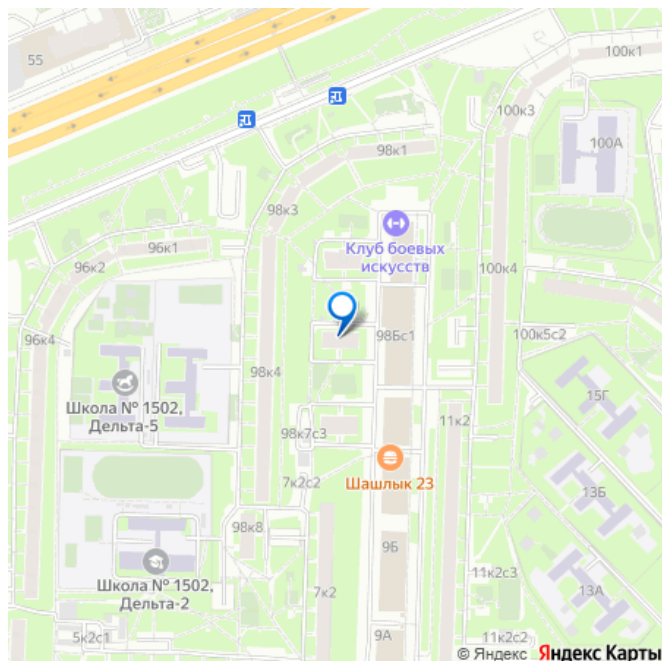 55
100к1
100к3
100А
98к1
98к3
Клуб боевых
искусств
96к1
96к2
100к4
96к4
98Бс1
100к5с2
98к4
Школа № 1502,
Дельта-5
15Г
11к2
98к7с3
Шашлык 23
7к2с2
13Б
98к8
9Б
Школа № 1502,
Дельта-2
11к2с3
7к2
13А
5к2с1
9А
11к2с2
© Яндекс Яндекс Карты